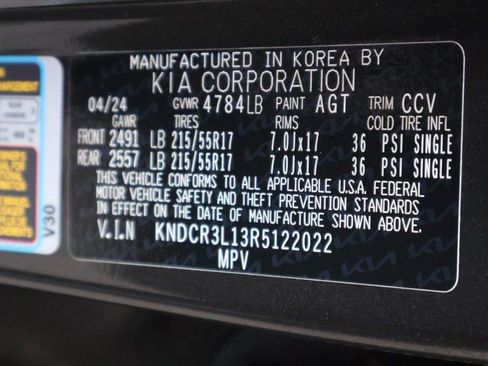 MANUFACTURED IN KOREA BY
KIA CORPORATION
04/24 GVWR 4784LB PAINT AGT TRIM CCV
GAWR TIRES RIMS COLD TIRE INFL
FRONT 2491 LB 215/55R17 7.0Jx17 36 PSI SINGLE
REAR 2557 LB 215/55R17 7.0Jx17 36 PSI SINGLE
THIS VEHICLE CONFORMS TO ALL APPLICABLE U.S.A. FEDERAL
MOTOR VEHICLE SAFETY AND THEFT PREVENTION STANDARDS
IN EFFECT ON THE DATE OF MANUFACTURE SHOWN ABOVE.
V.I.N KNDCR3L13R5122022
MPV
V30